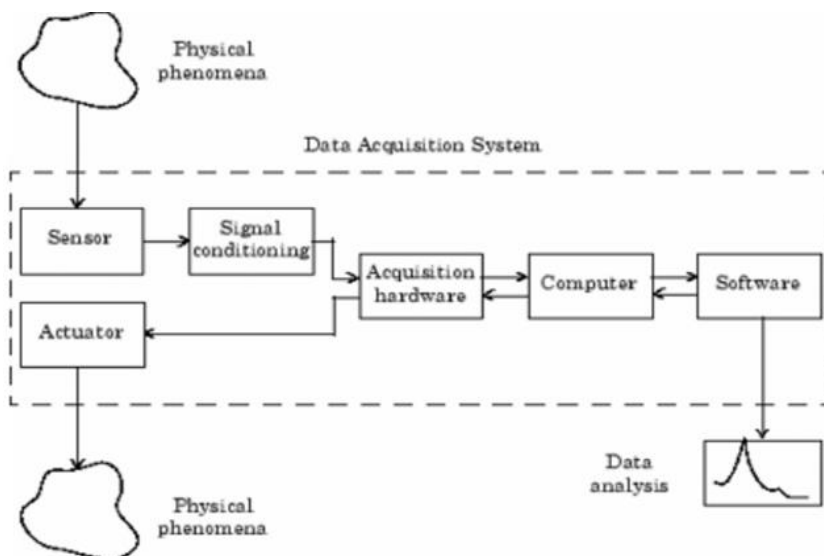 Physical
phenomena
Data Acquisition System
Sensor
Signal
conditioning
Acquisition
hardware
Computer
Software
Actuator
Data
analysis
Physical
phenomena